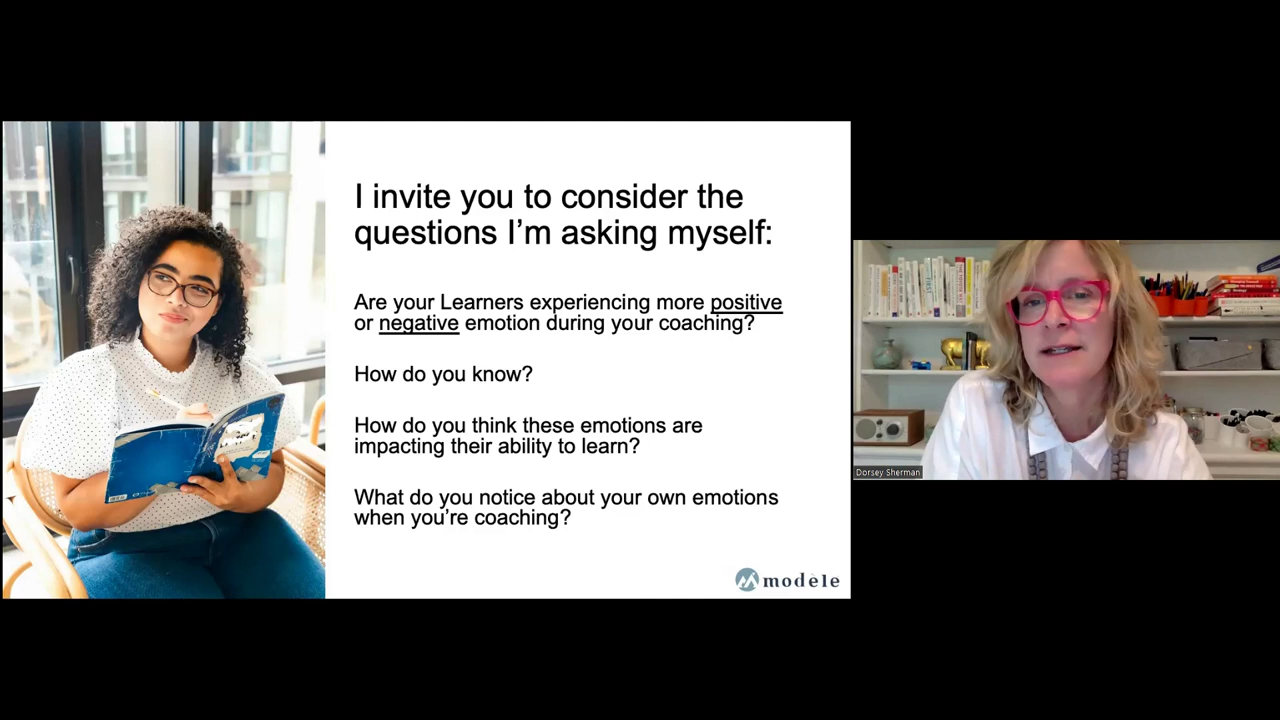 I invite you to consider the
questions I’m asking myself:
Are your Learners experiencing more positive
or negative emotion during your coaching?
How do you know?
How do you think these emotions are
impacting their ability to learn?
What do you notice about your own emotions
when you’re coaching?
modèle
Dorsey Sherman